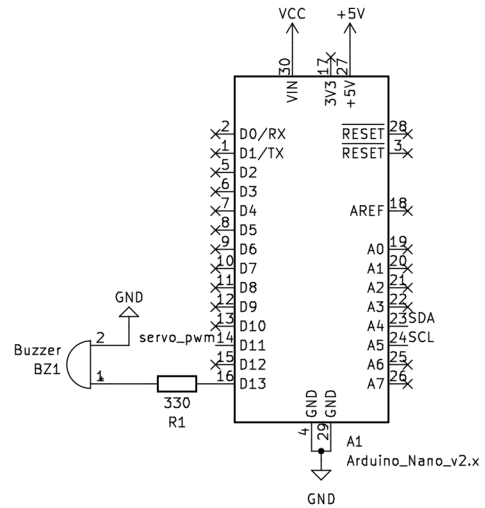 VCC
+5V
30
17
27
VIN
3V3
+5V
2 D0/RX
RESET 28
1 D1/TX
RESET 3
5 D2
6 D3
7 D4
AREF 18
8 D5
9 D6
A0 19
10 D7
A1 20
11 D8
A2 21
12 D9
A3 22
GND
13 D10
A4 23 SDA
servo_pwm 14 D11
A5 24 SCL
2
Buzzer
15 D12
A6 25
BZ1
1
16 D13
A7 26
330
R1
GND
GND
4
29
A1
Arduino_Nano_v2.x
GND